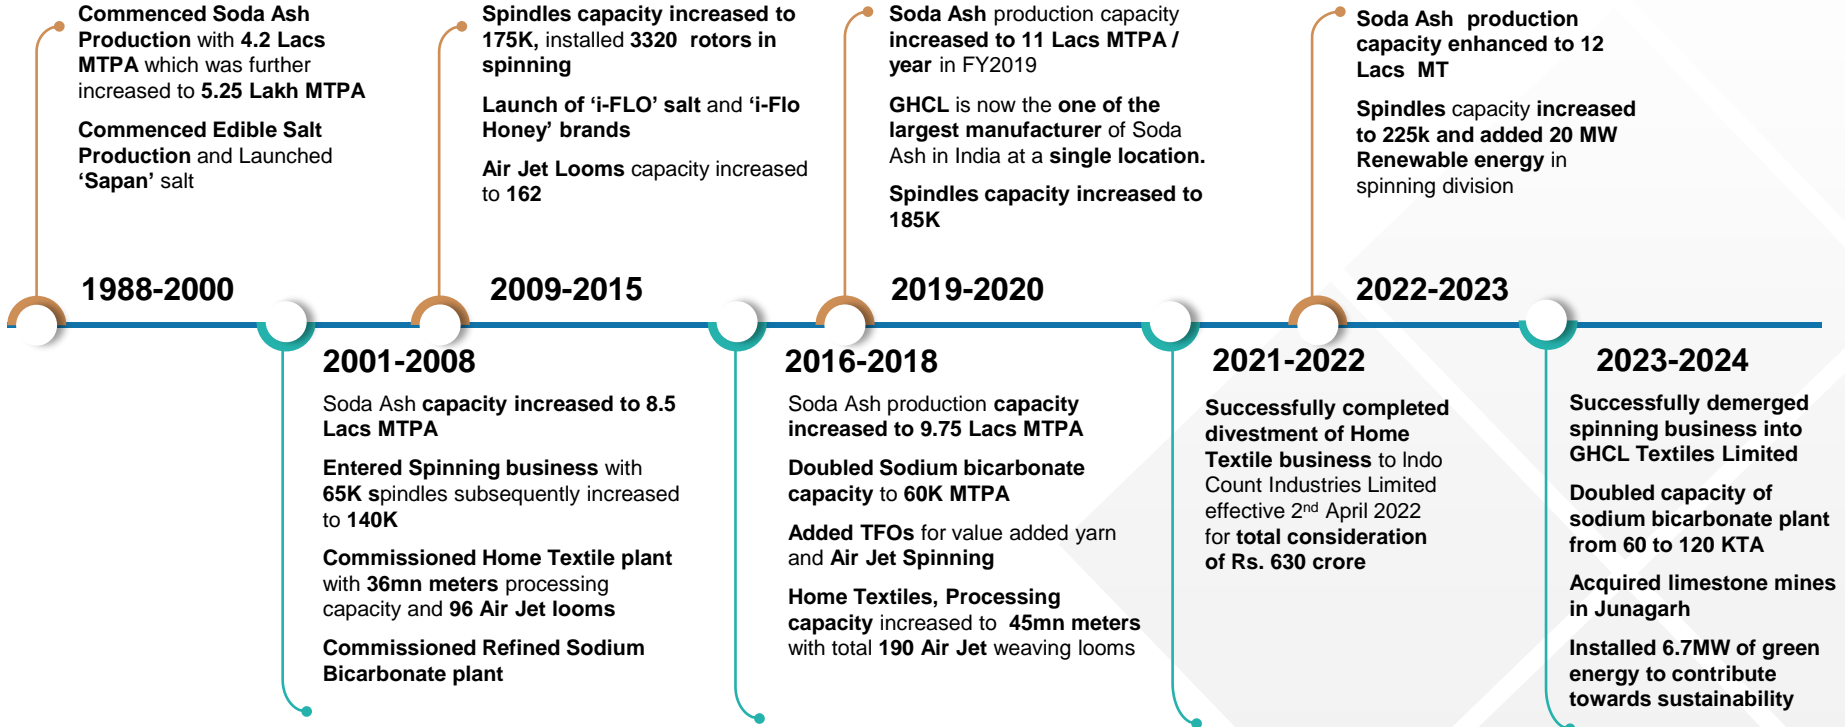 Commenced Soda Ash
Production with 4.2 Lacs
MTPA which was further
increased to 5.25 Lakh MTPA
Commenced Edible Salt
Production and Launched
‘Sapan’ salt
1988-2000
2001-2008
Soda Ash capacity increased to 8.5
Lacs MTPA
Entered Spinning business with
65K spindles subsequently increased
to 140K
Commissioned Home Textile plant
with 36mn meters processing
capacity and 96 Air Jet looms
Commissioned Refined Sodium
Bicarbonate plant
Spindles capacity increased to
175K, installed 3320 rotors in
spinning
Launch of ‘i-FLO’ salt and ‘i-Flo
Honey’ brands
Air Jet Looms capacity increased
to 162
2009-2015
2016-2018
Soda Ash production capacity
increased to 9.75 Lacs MTPA
Doubled Sodium bicarbonate
capacity to 60K MTPA
Added TFOs for value added yarn
and Air Jet Spinning
Home Textiles, Processing
capacity increased to 45mn meters
with total 190 Air Jet weaving looms
Soda Ash production capacity
increased to 11 Lacs MTPA /
year in FY2019
GHCL is now the one of the
largest manufacturer of Soda
Ash in India at a single location.
Spindles capacity increased to
185K
2019-2020
2021-2022
Successfully completed
divestment of Home
Textile business to Indo
Count Industries Limited
effective 2nd April 2022
for total consideration
of Rs. 630 crore
Soda Ash production
capacity enhanced to 12
Lacs MT
Spindles capacity increased
to 225k and added 20 MW
Renewable energy in
spinning division
2022-2023
2023-2024
Successfully demerged
spinning business into
GHCL Textiles Limited
Doubled capacity of
sodium bicarbonate plant
from 60 to 120 KTA
Acquired limestone mines
in Junagarh
Installed 6.7MW of green
energy to contribute
towards sustainability